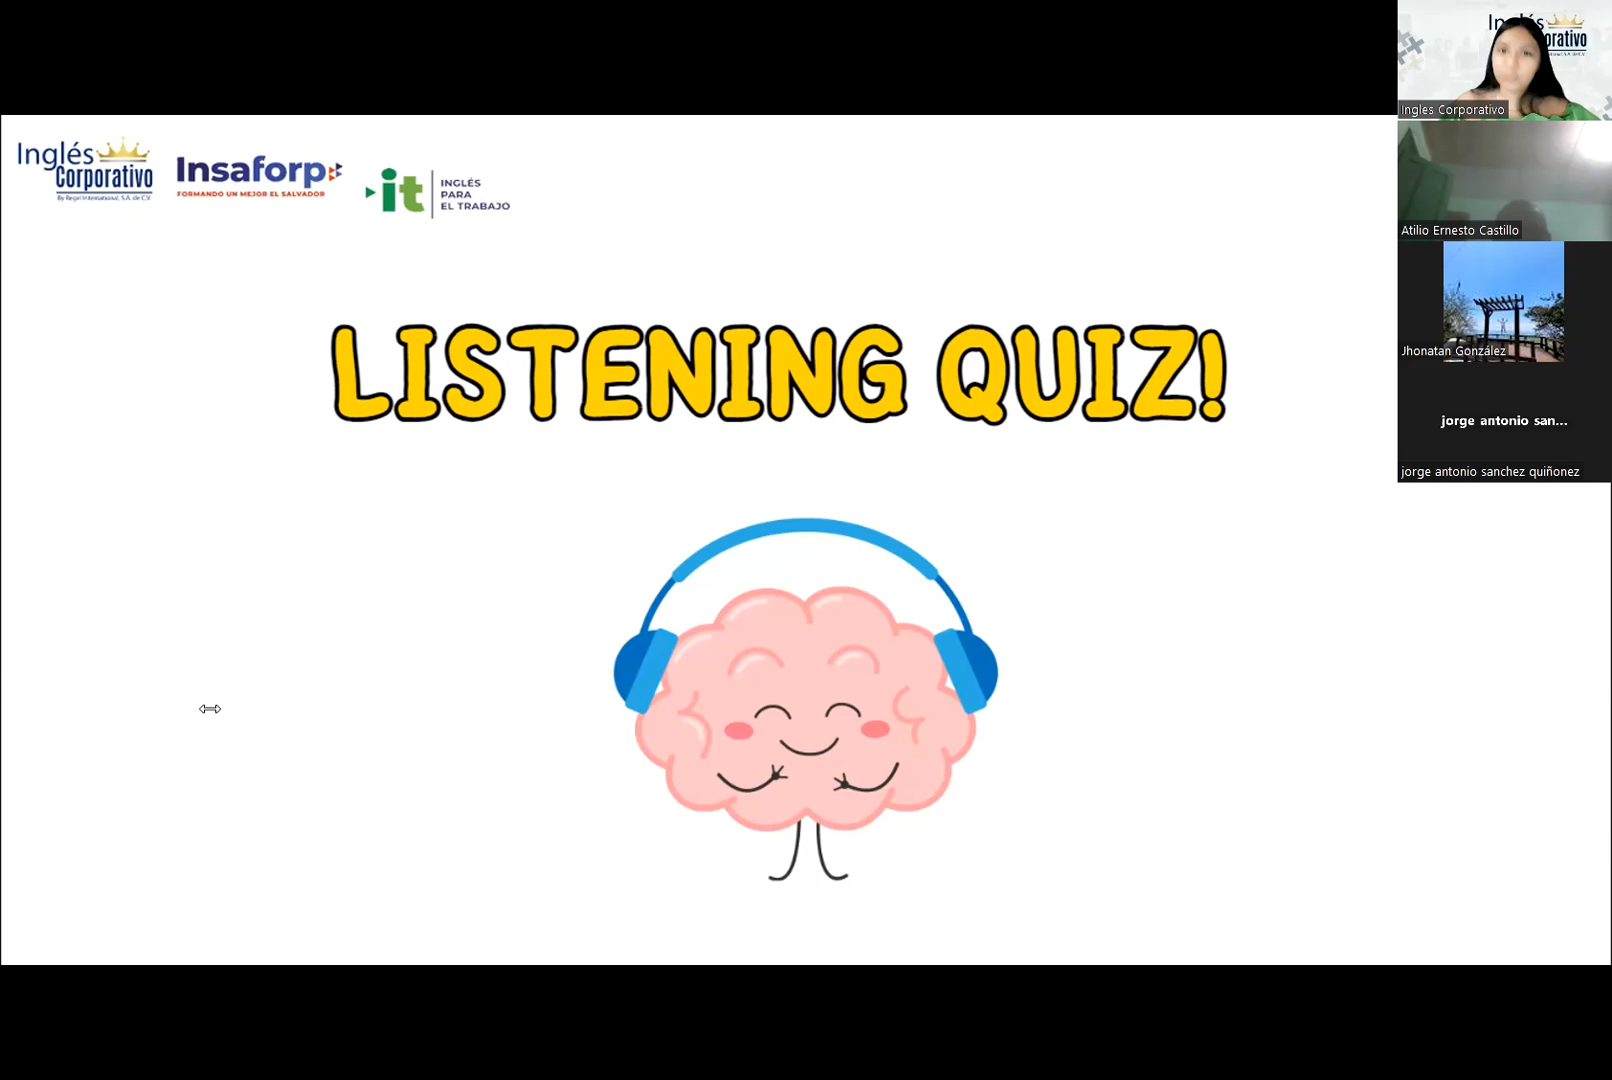 Inglés
Corporativo
By Regal International, S.A. de C.V.
Insaforp
FORMANDO UN MEJOR EL SALVADOR
it
INGLÉS
PARA
EL TRABAJO
LISTENING QUIZ!
Ingles Corporativo
Atilio Ernesto Castillo
Jhonatan González
jorge antonio san...
jorge antonio sanchez quiñonez